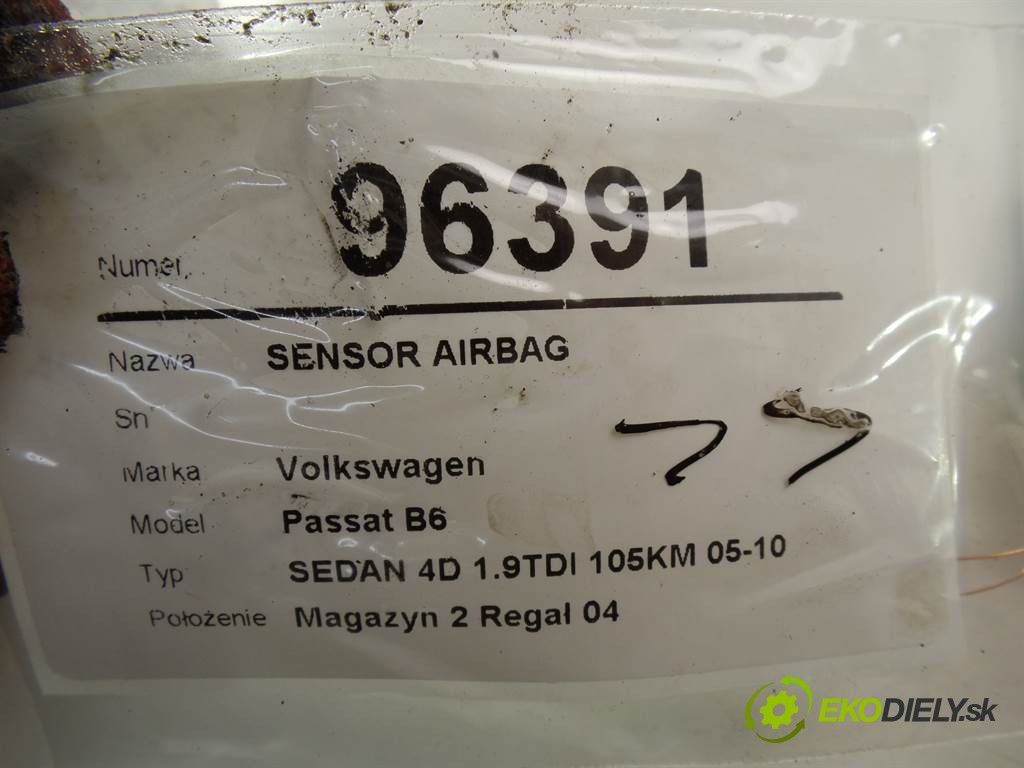 Numer 96391
Nazwa SENSOR AIRBAG
Sn
Marka Volkswagen
Model Passat B6
Typ SEDAN 4D 1.9TDI 105KM 05-10
Położenie Magazyn 2 Regał 04
EKODIELY.sk